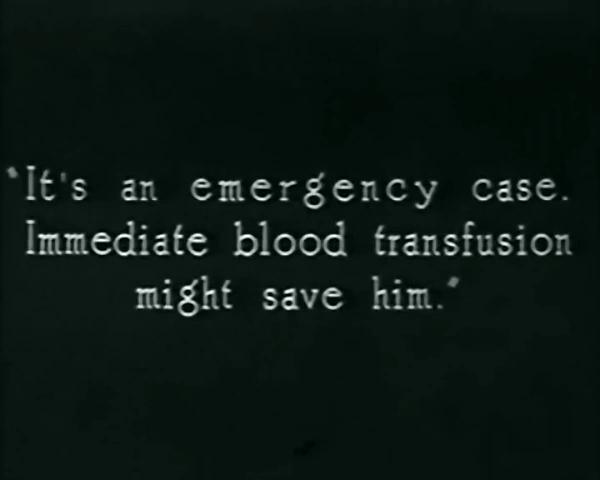 "It's an emergency case.
Immediate blood transfusion
might save him."